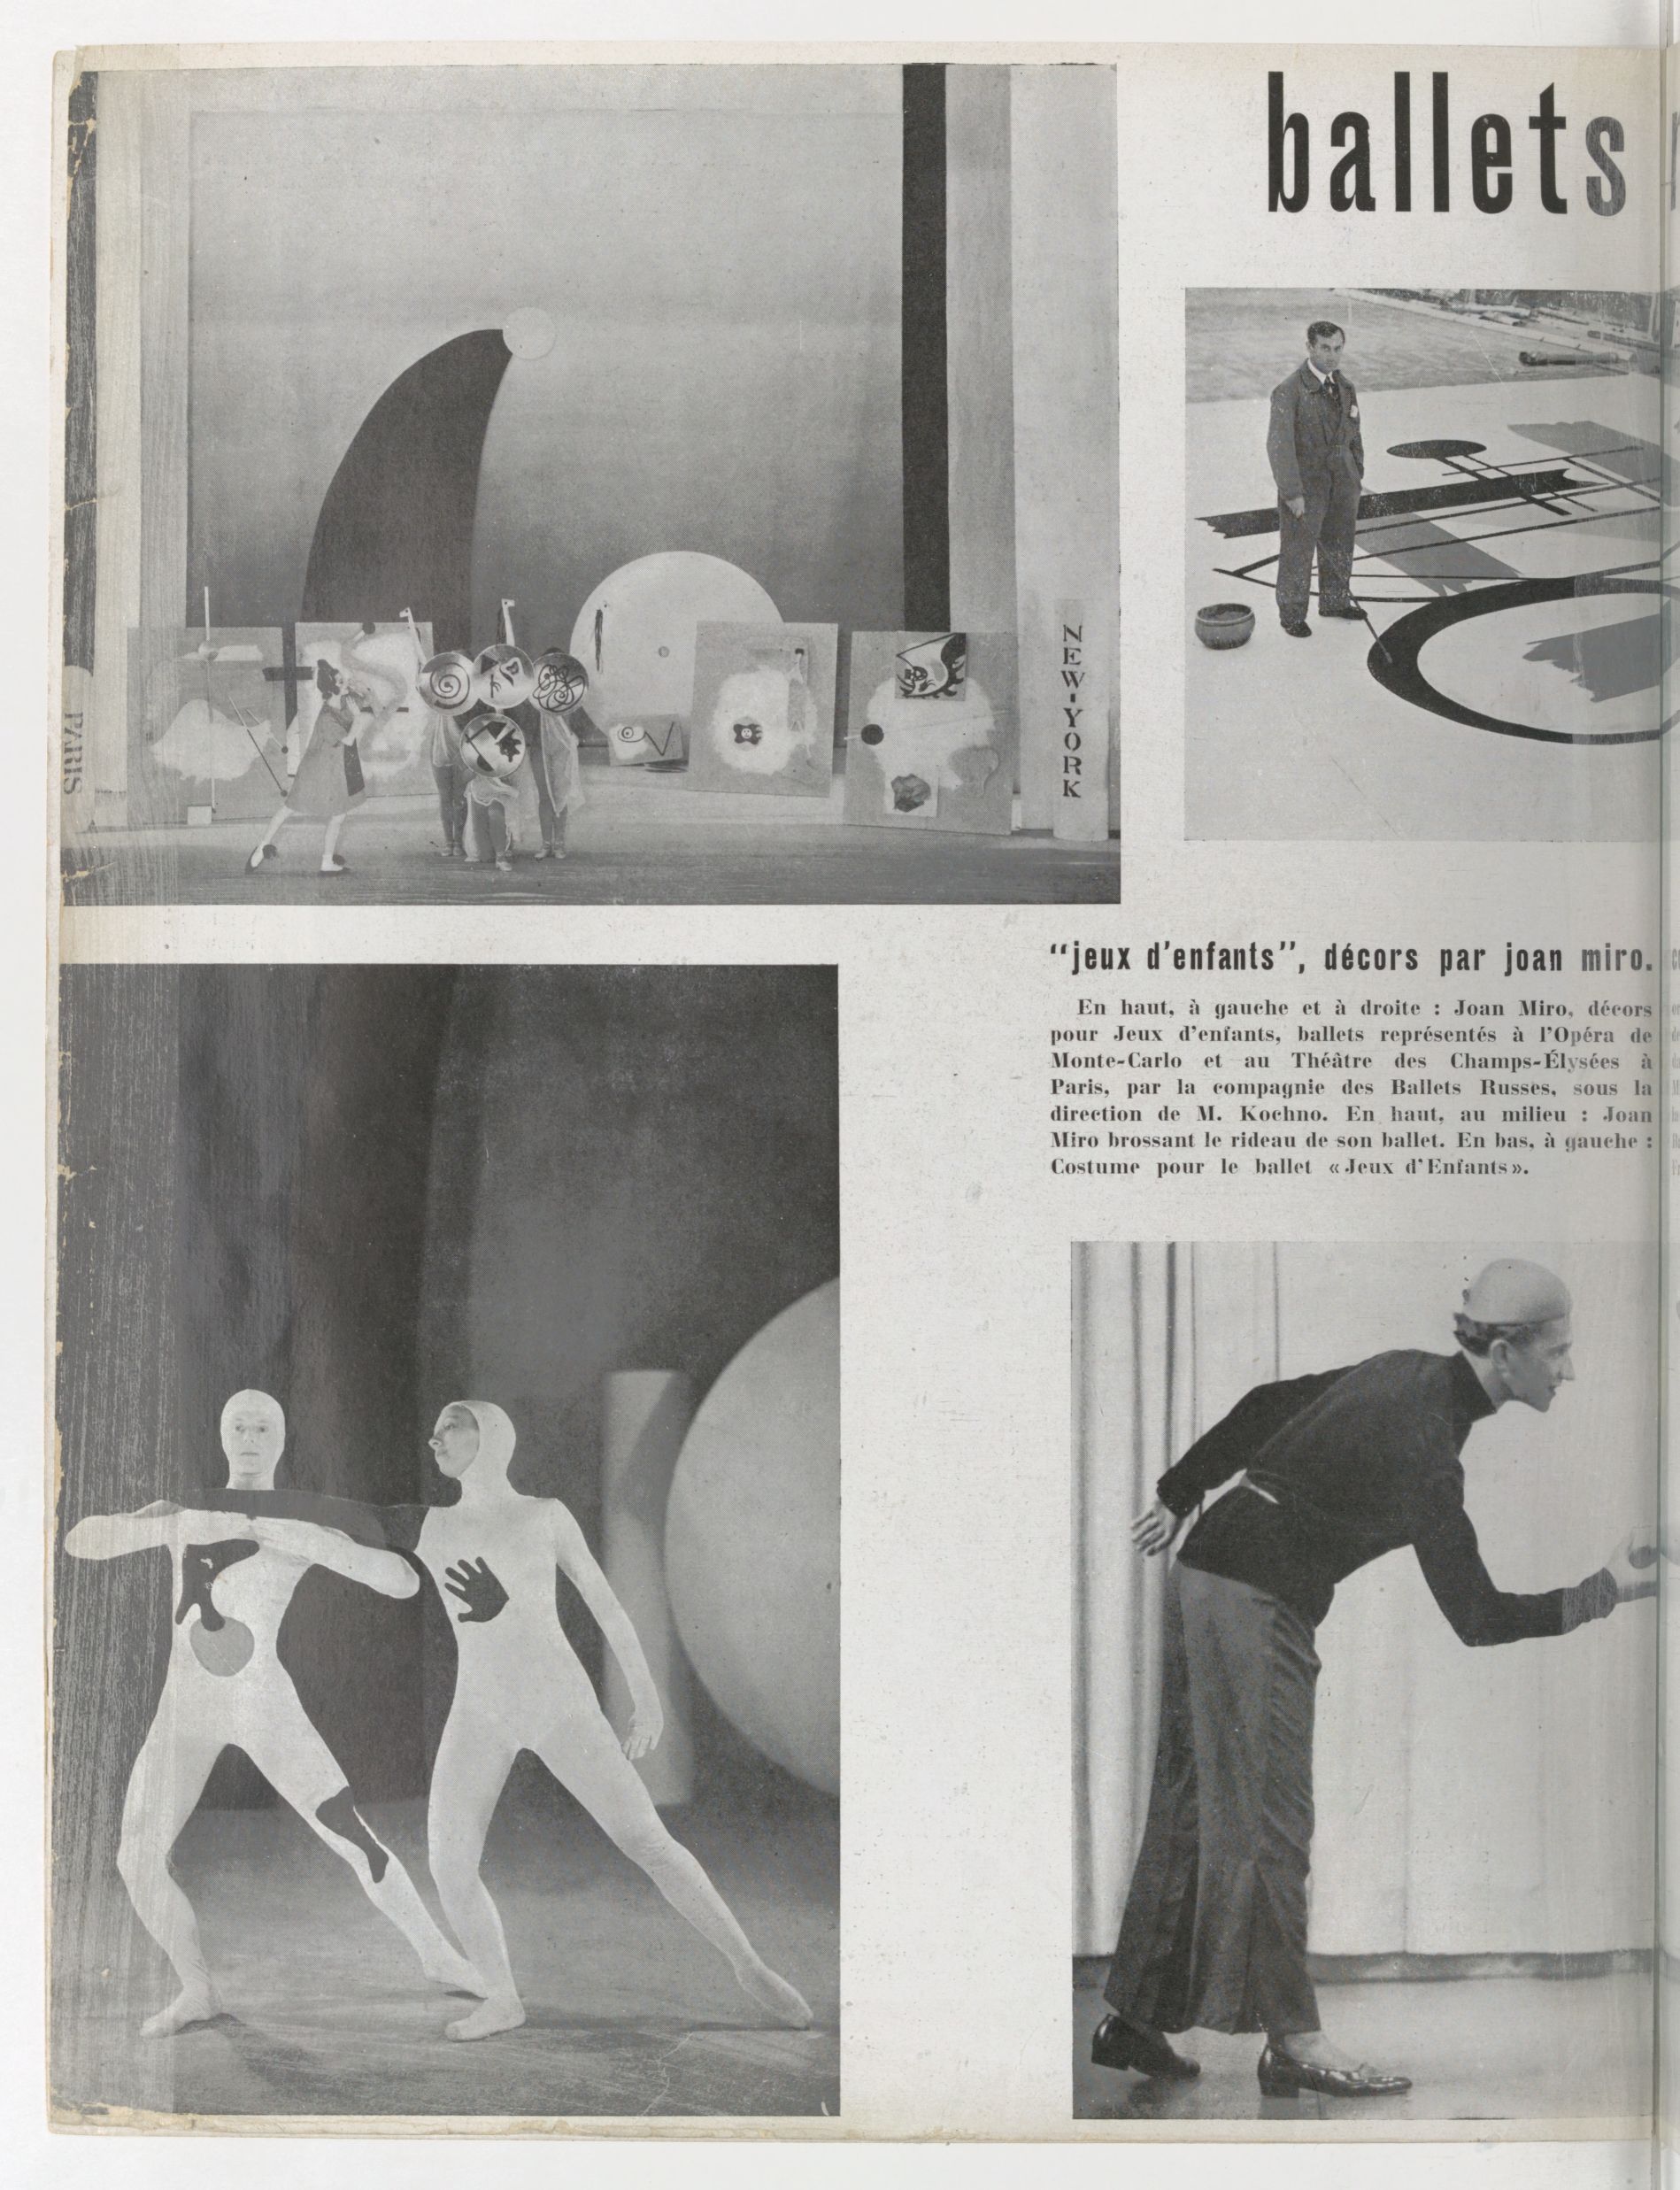 ballets
PARIS
NEW-YORK
“jeux d’enfants”, décors par joan miro.
En haut, à gauche et à droite : Joan Miro, décors
pour Jeux d’enfants, ballets représentés à l’Opéra de
Monte-Carlo et au Théâtre des Champs-Élysées à
Paris, par la compagnie des Ballets Russes, sous la
direction de M. Kochno. En haut, au milieu : Joan
Miro brossant le rideau de son ballet. En bas, à gauche :
Costume pour le ballet « Jeux d’Enfants ».